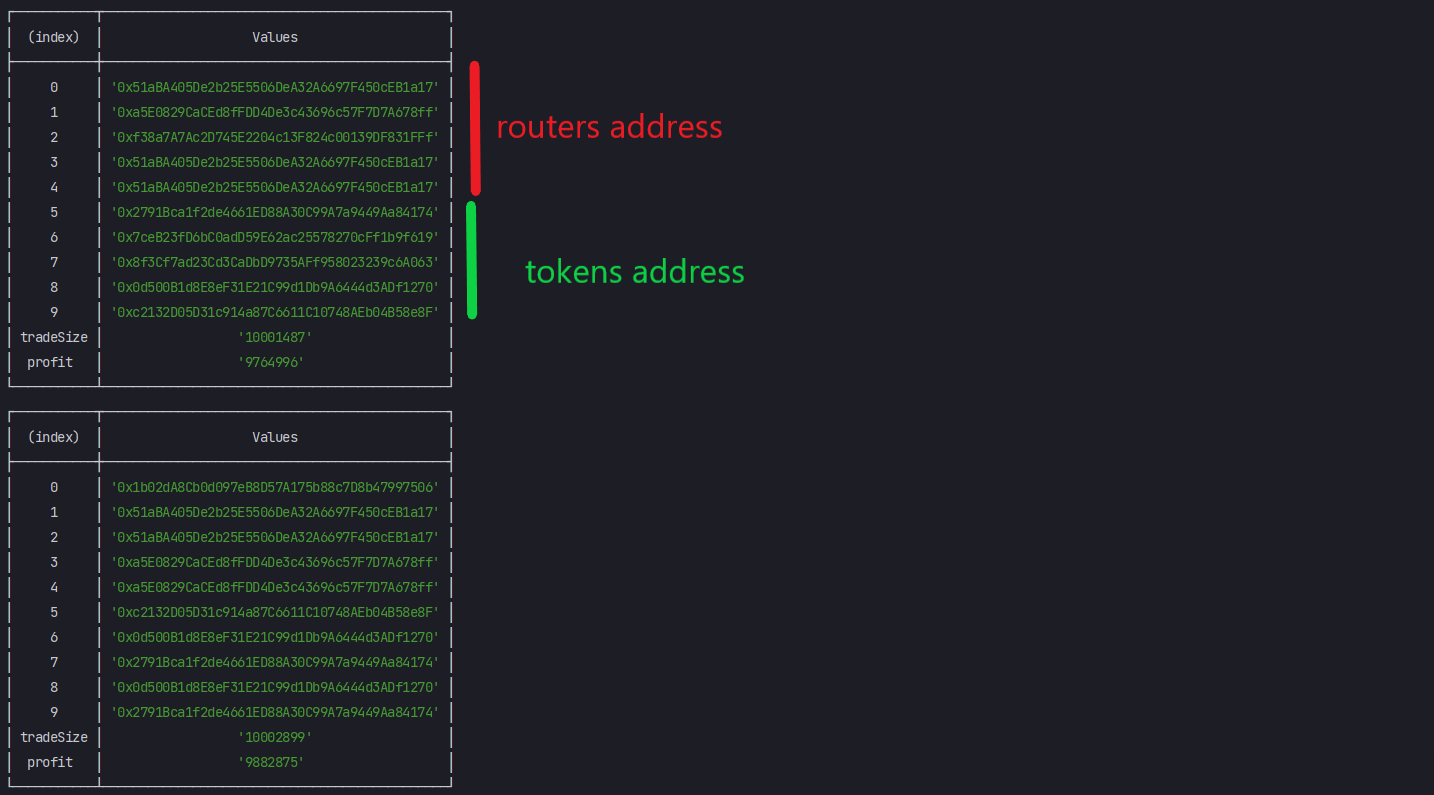 (index) Values
0 '0x51aBA405De2b25E5506DeA32A6697F450cEB1a17'
1 '0xa5E0829CaCEd8fFDD4De3c43696c57F7D7A678ff'
2 '0xf38a7A7Ac2D745E2204c13F824c00139DF831FFf'
3 '0x51aBA405De2b25E5506DeA32A6697F450cEB1a17'
4 '0x51aBA405De2b25E5506DeA32A6697F450cEB1a17'
routers address
5 '0x2791Bca1f2de4661ED88A30C99A7a9449Aa84174'
6 '0x7ceB23fD6bC0adD59E62ac25578270cFf1b9f619'
7 '0x8f3Cf7ad23Cd3CaDbD9735AFf958023239c6A063'
8 '0x0d500B1d8E8eF31E21C99d1Db9A6444d3ADf1270'
9 '0xc2132D05D31c914a87C6611C10748AEb04B58e8F'
tokens address
tradeSize '10001487'
profit '9764996'
(index) Values
0 '0x1b02dA8Cb0d097eB8D57A175b88c7D8b47997506'
1 '0x51aBA405De2b25E5506DeA32A6697F450cEB1a17'
2 '0x51aBA405De2b25E5506DeA32A6697F450cEB1a17'
3 '0xa5E0829CaCEd8fFDD4De3c43696c57F7D7A678ff'
4 '0xa5E0829CaCEd8fFDD4De3c43696c57F7D7A678ff'
5 '0xc2132D05D31c914a87C6611C10748AEb04B58e8F'
6 '0x0d500B1d8E8eF31E21C99d1Db9A6444d3ADf1270'
7 '0x2791Bca1f2de4661ED88A30C99A7a9449Aa84174'
8 '0x0d500B1d8E8eF31E21C99d1Db9A6444d3ADf1270'
9 '0x2791Bca1f2de4661ED88A30C99A7a9449Aa84174'
tradeSize '10002899'
profit '9882875'